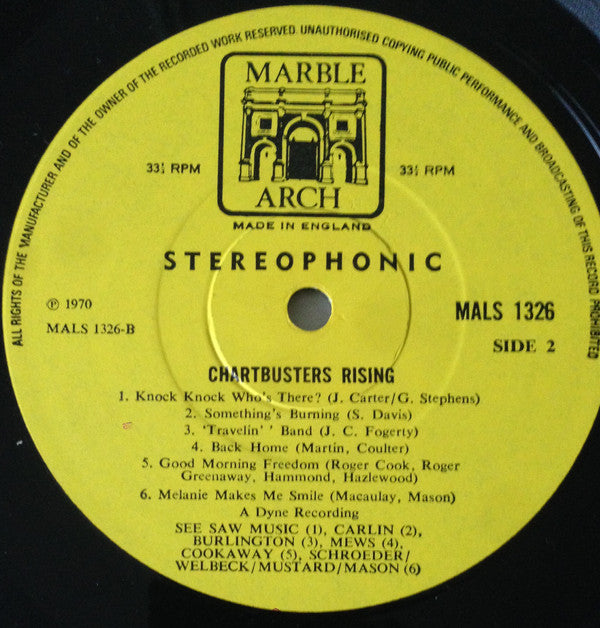 ALL RIGHTS OF THE MANUFACTURER AND OF THE OWNER OF THE RECORDED WORK RESERVED. UNAUTHORISED COPYING PUBLIC PERFORMANCE AND BROADCASTING OF THIS RECORD PROHIBITED
MARBLE
ARCH
33⅓ RPM
33⅓ RPM
MADE IN ENGLAND
STEREOPHONIC
℗ 1970
MALS 1326-B
MALS 1326
SIDE 2
CHARTBUSTERS RISING
1. Knock Knock Who's There? (J. Carter/G. Stephens)
2. Something's Burning (S. Davis)
3. 'Travelin' ' Band (J. C. Fogerty)
4. Back Home (Martin, Coulter)
5. Good Morning Freedom (Roger Cook, Roger
Greenaway, Hammond, Hazlewood)
6. Melanie Makes Me Smile (Macaulay, Mason)
A Dyne Recording
SEE SAW MUSIC (1), CARLIN (2),
BURLINGTON (3), MEWS (4),
COOKAWAY (5), SCHROEDER/
WELBECK/MUSTARD/MASON (6)